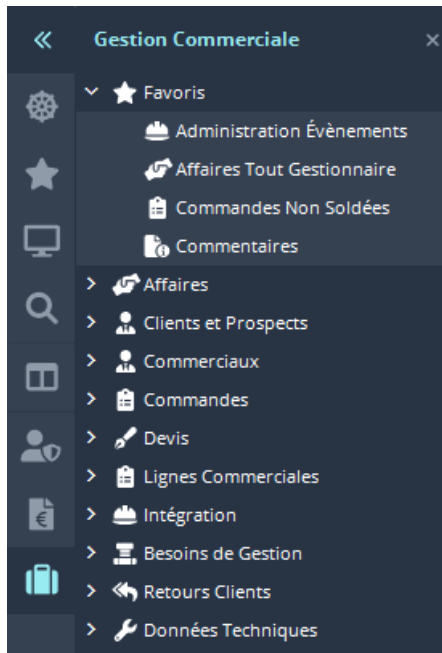 Gestion Commerciale
Favoris
Administration Évènements
Affaires Tout Gestionnaire
Commandes Non Soldées
Commentaires
Affaires
Clients et Prospects
Commerciaux
Commandes
Devis
Lignes Commerciales
Intégration
Besoins de Gestion
Retours Clients
Données Techniques